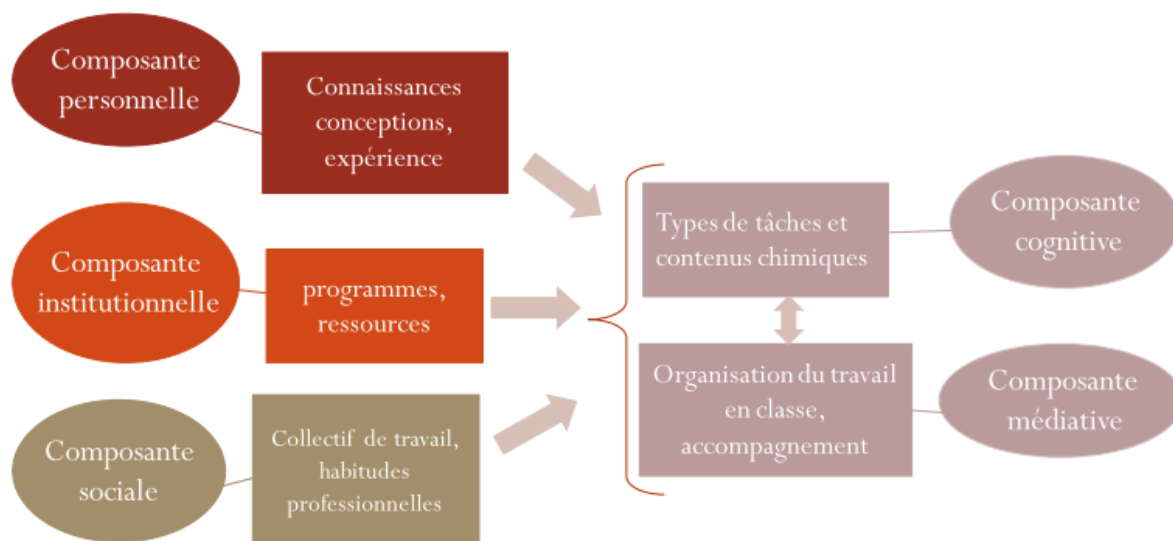 Composante
personnelle
Connaissances
conceptions,
expérience
Composante
institutionnelle
programmes,
ressources
Composante
sociale
Collectif de travail,
habitudes
professionnelles
Types de tâches et
contenus chimiques
Composante
cognitive
Organisation du travail
en classe,
accompagnement
Composante
médiative